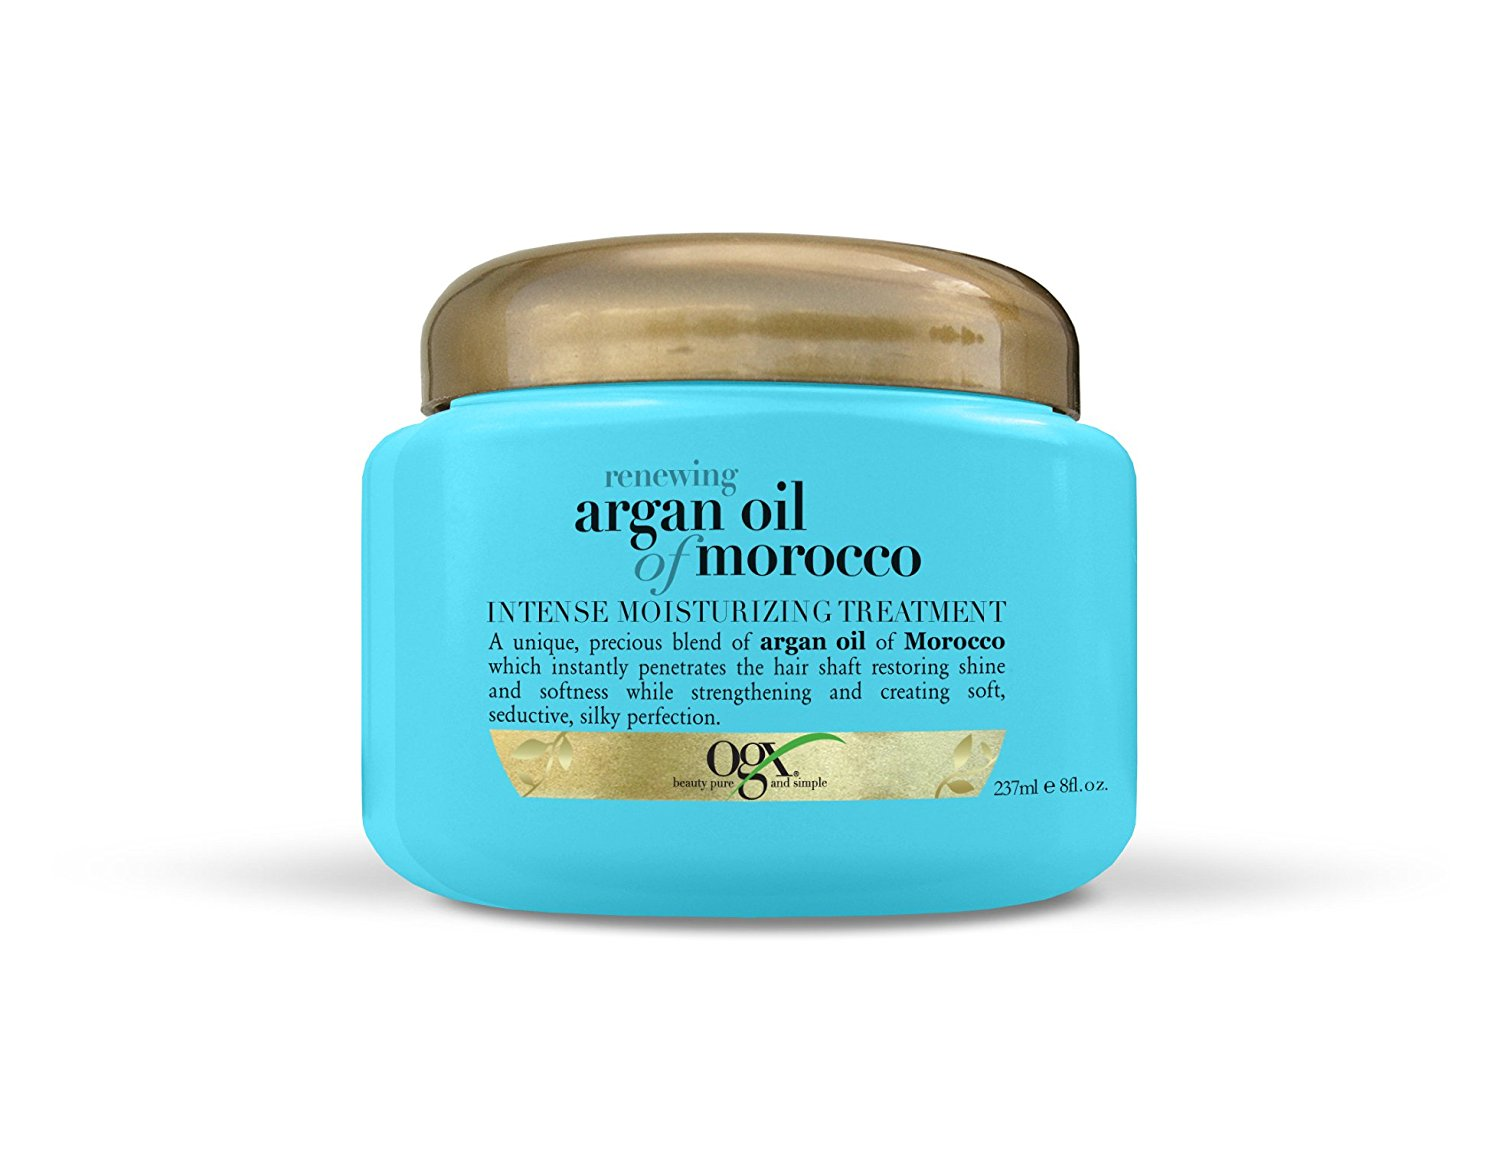 renewing
argan oil
of morocco
INTENSE MOISTURIZING TREATMENT
A unique, precious blend of argan oil of Morocco
which instantly penetrates the hair shaft restoring shine
and softness while strengthening and creating soft,
seductive, silky perfection.
ogx®
beauty pure and simple
237ml e 8fl.oz.